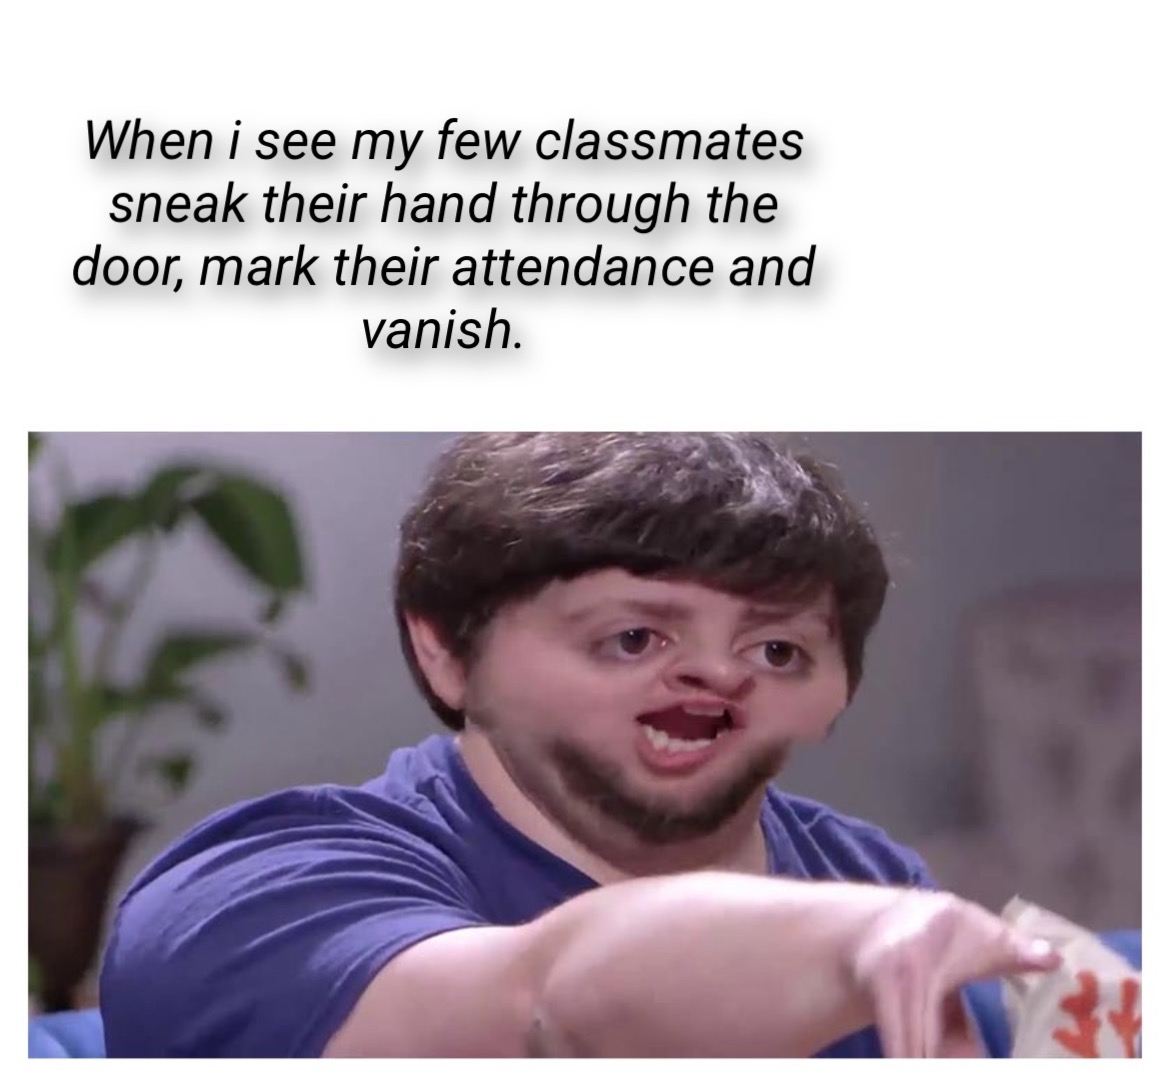 When i see my few classmates
sneak their hand through the
door, mark their attendance and
vanish.